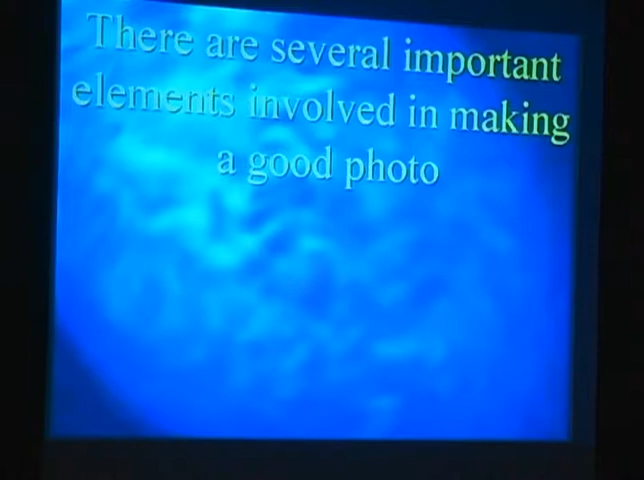 There are several important
elements involved in making
a good photo